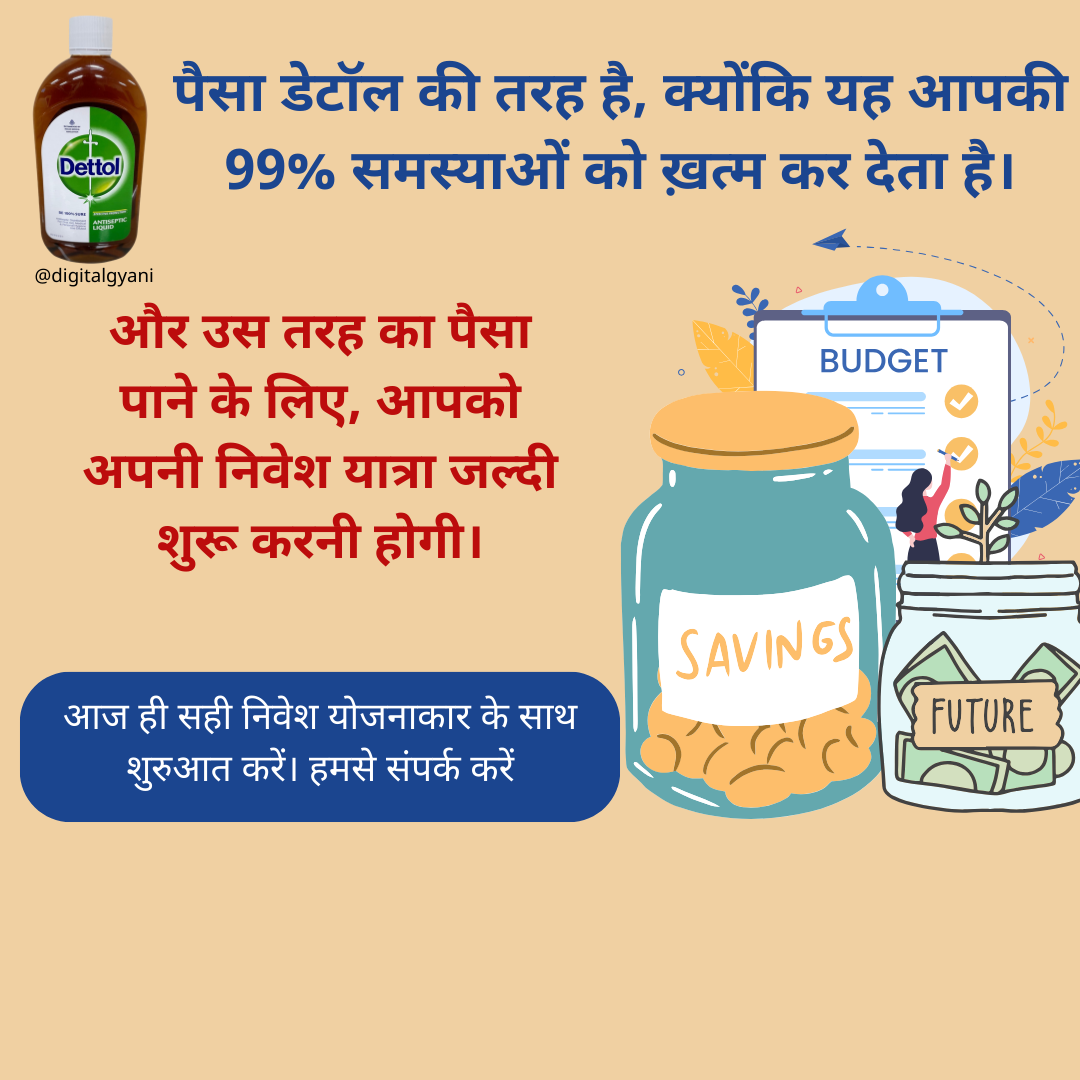 पैसा डेटॉल की तरह है, क्योंकि यह आपकी
99% समस्याओं को ख़त्म कर देता है।
Dettol
ANTISEPTIC
LIQUID
@digitalgyani
और उस तरह का पैसा
पाने के लिए, आपको
अपनी निवेश यात्रा जल्दी
शुरू करनी होगी।
BUDGET
SAVINGS
FUTURE
आज ही सही निवेश योजनाकार के साथ
शुरुआत करें। हमसे संपर्क करें